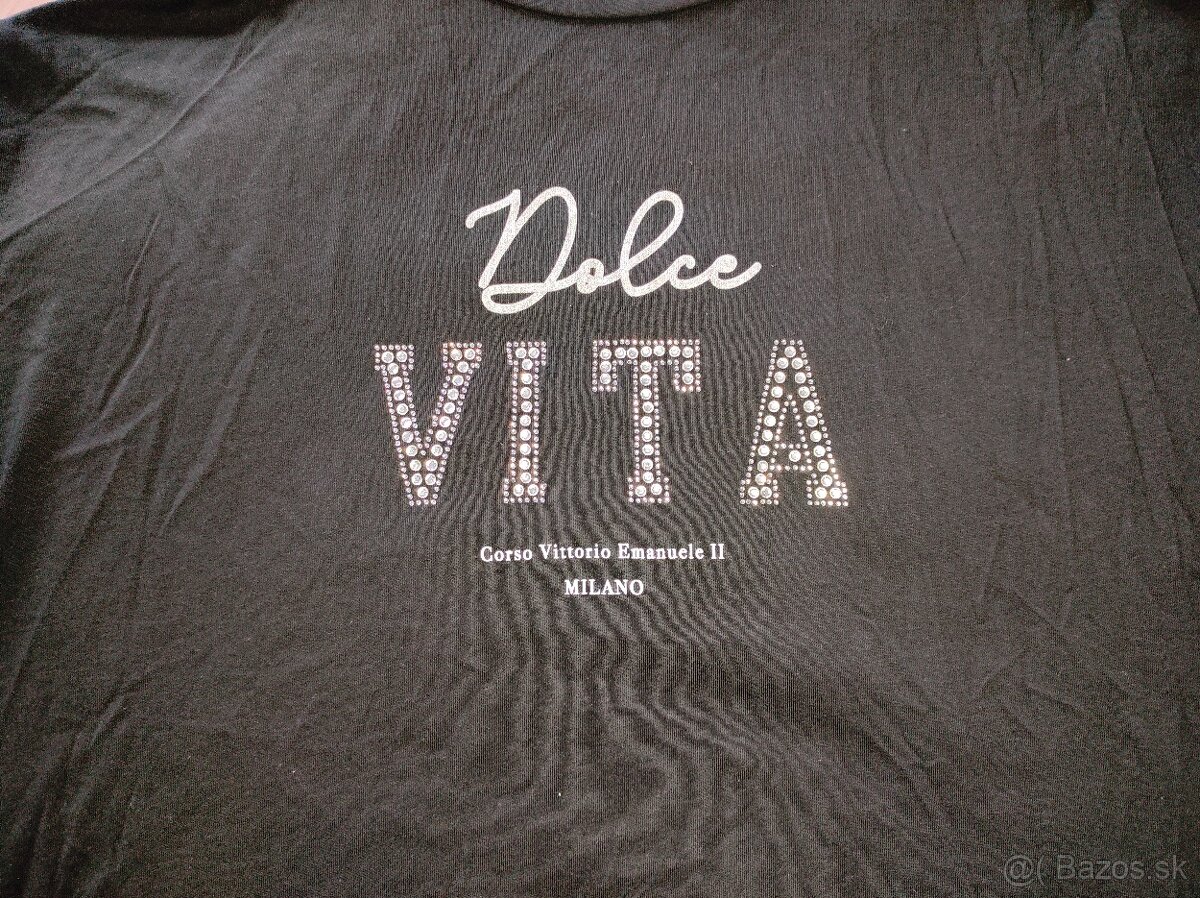 Dolce
VITA
Corso Vittorio Emanuele II
MILANO
@( Bazos.sk